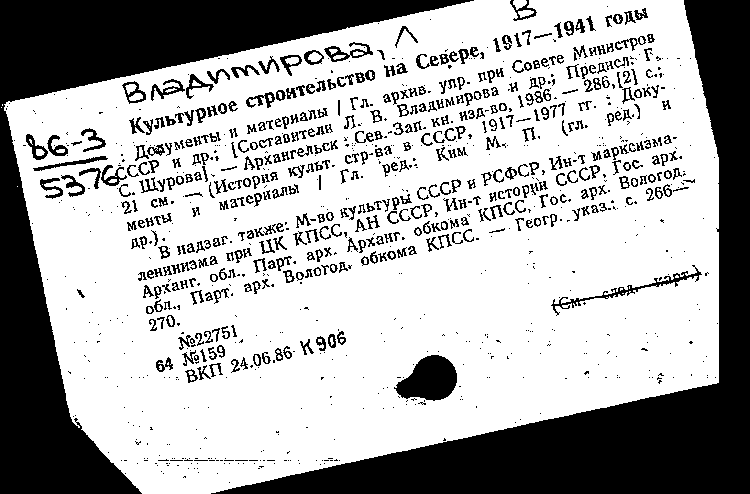 В
Владимирова, Л
86-3
5376
Культурное строительство на Севере, 1917—1941 годы
: Документы и материалы / Гл. архив. упр. при Совете Министров
СССР и др.; [Составители Л. В. Владимирова и др.; Предисл. Г.
С. Щурова]. — Архангельск : Сев.-Зап. кн. изд-во, 1986. — 286,[2] с.;
21 см. — (История культ. стр-ва в СССР, 1917—1977 гг. : Доку-
менты и материалы / Гл. ред.: Ким М. П. (гл. ред.) и
др.).
В надзаг. также: М-во культуры СССР и РСФСР, Ин-т марксизма-
ленинизма при ЦК КПСС, АН СССР, Ин-т истории СССР, Гос. арх.
Арханг. обл., Парт. арх. Арханг. обкома КПСС, Гос. арх. Вологод.
обл., Парт. арх. Вологод. обкома КПСС. — Геогр. указ.: с. 266—
270.
(См. след. карт.).
№22751
64 №159
ВКП 24.06.86 К906